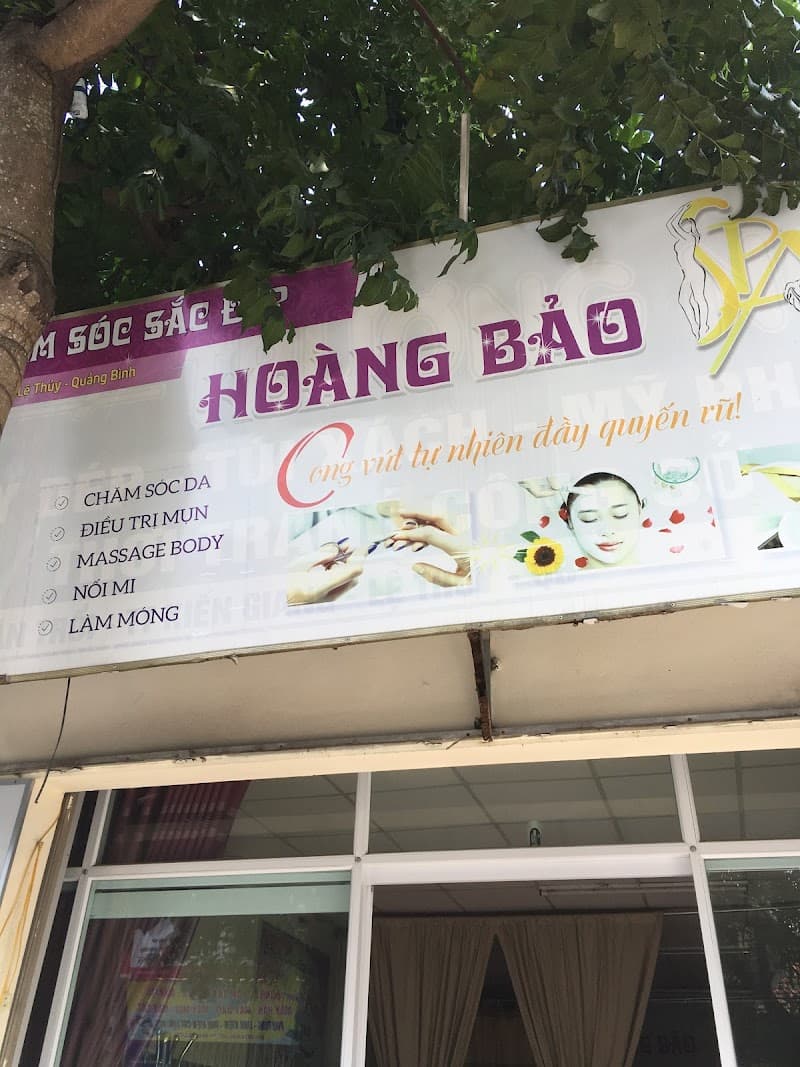 SÓC SẮC
Lệ Thủy - Quảng Bình
HOÀNG BẢO
SPA
Cong vút tự nhiên đầy quyến rũ!
CHĂM SÓC DA
ĐIỀU TRỊ MỤN
MASSAGE BODY
NỐI MI
LÀM MÓNG